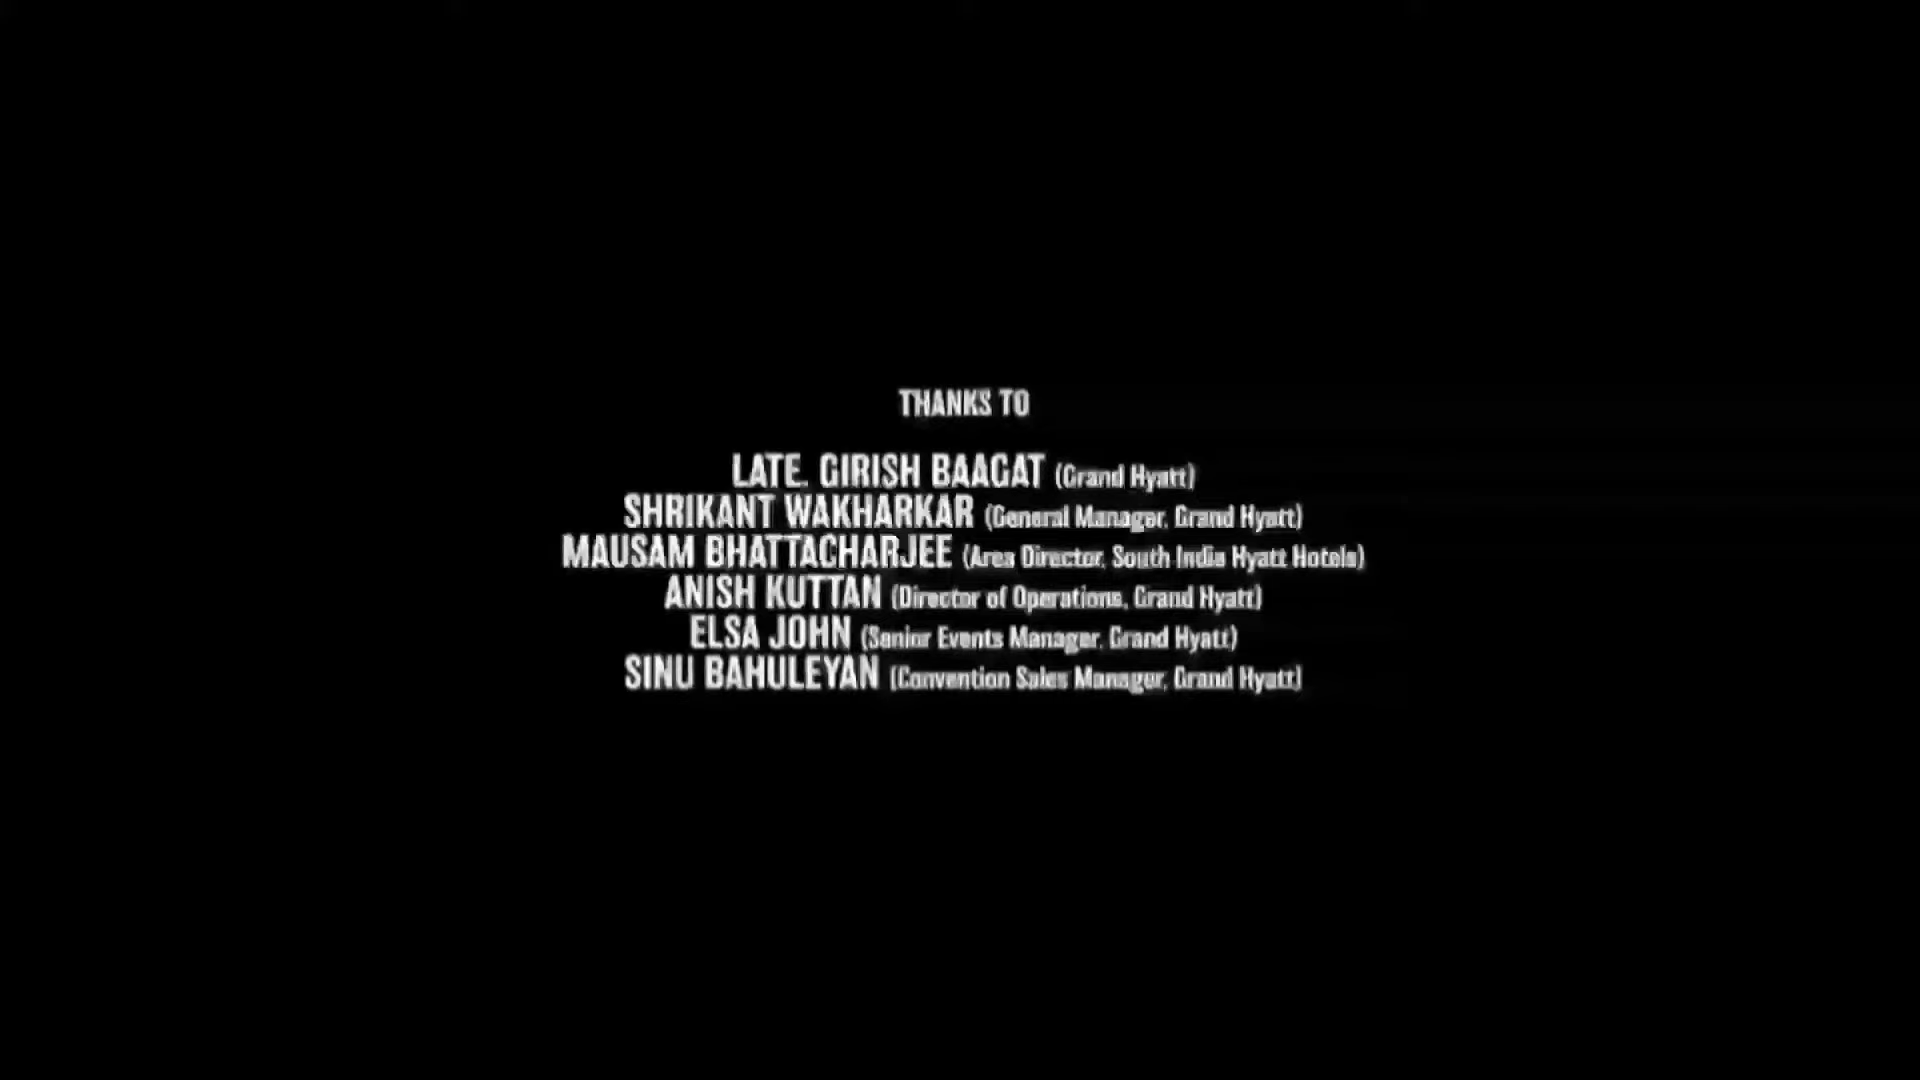 THANKS TO
LATE. GIRISH BAAGAT (Grand Hyatt)
SHRIKANT WAKHARKAR (General Manager, Grand Hyatt)
MAUSAM BHATTACHARJEE (Area Director, South India Hyatt Hotels)
ANISH KUTTAN (Director of Operations, Grand Hyatt)
ELSA JOHN (Senior Events Manager, Grand Hyatt)
SINU BAHULEYAN (Convention Sales Manager, Grand Hyatt)